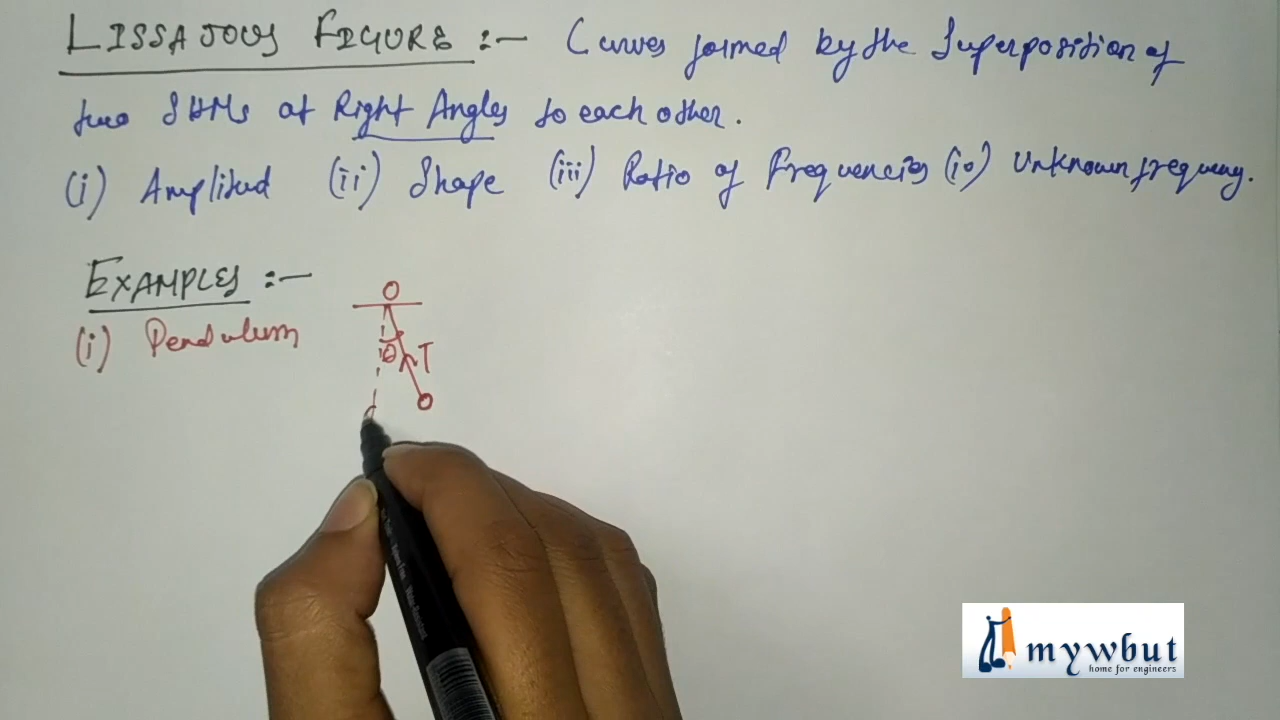 LISSAJOUS FIGURE :- Curves formed by the Superposition of
two SHMs at Right Angles to each other.
(i) Amplitud (ii) Shape (iii) Ratio of Frequencies (iv) Unknown frequency.
EXAMPLES :-
(i) Pendulum
O
θ T
mywbut
home for engineers